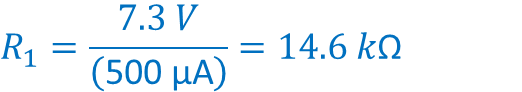 R₁ = 7.3 V / (500 μA) = 14.6 kΩ